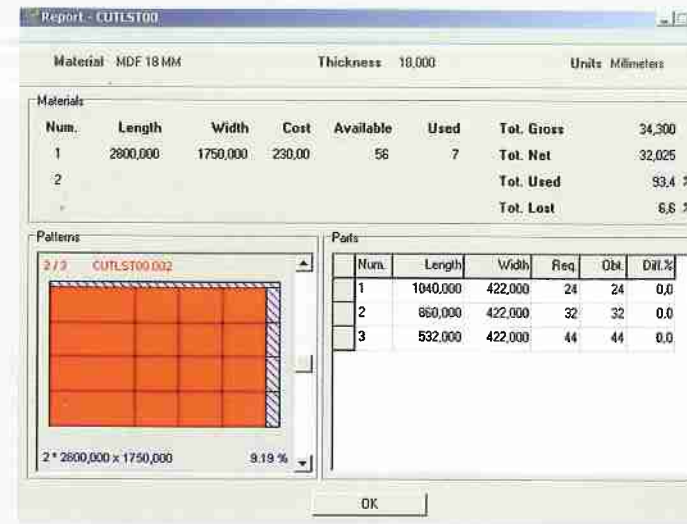 Report - CUTLST00
Material MDF 18 MM Thickness 18,000 Units Milimeters
Materials
Num. Length Width Cost Available Used Tot. Gross 34,300
1 2800,000 1750,000 230,00 56 7 Tot. Net 32,025
2 Tot. Used 93,4 %
Tot. Lost 6,6 %
Patterns
2 / 3 CUTLST00.002
2 * 2800,000 x 1750,000 9.19 %
Parts
Num. Length Width Req. Obt. Diff.%
1 1040,000 422,000 24 24 0,0
2 860,000 422,000 32 32 0.0
3 532,000 422,000 44 44 0.0
OK